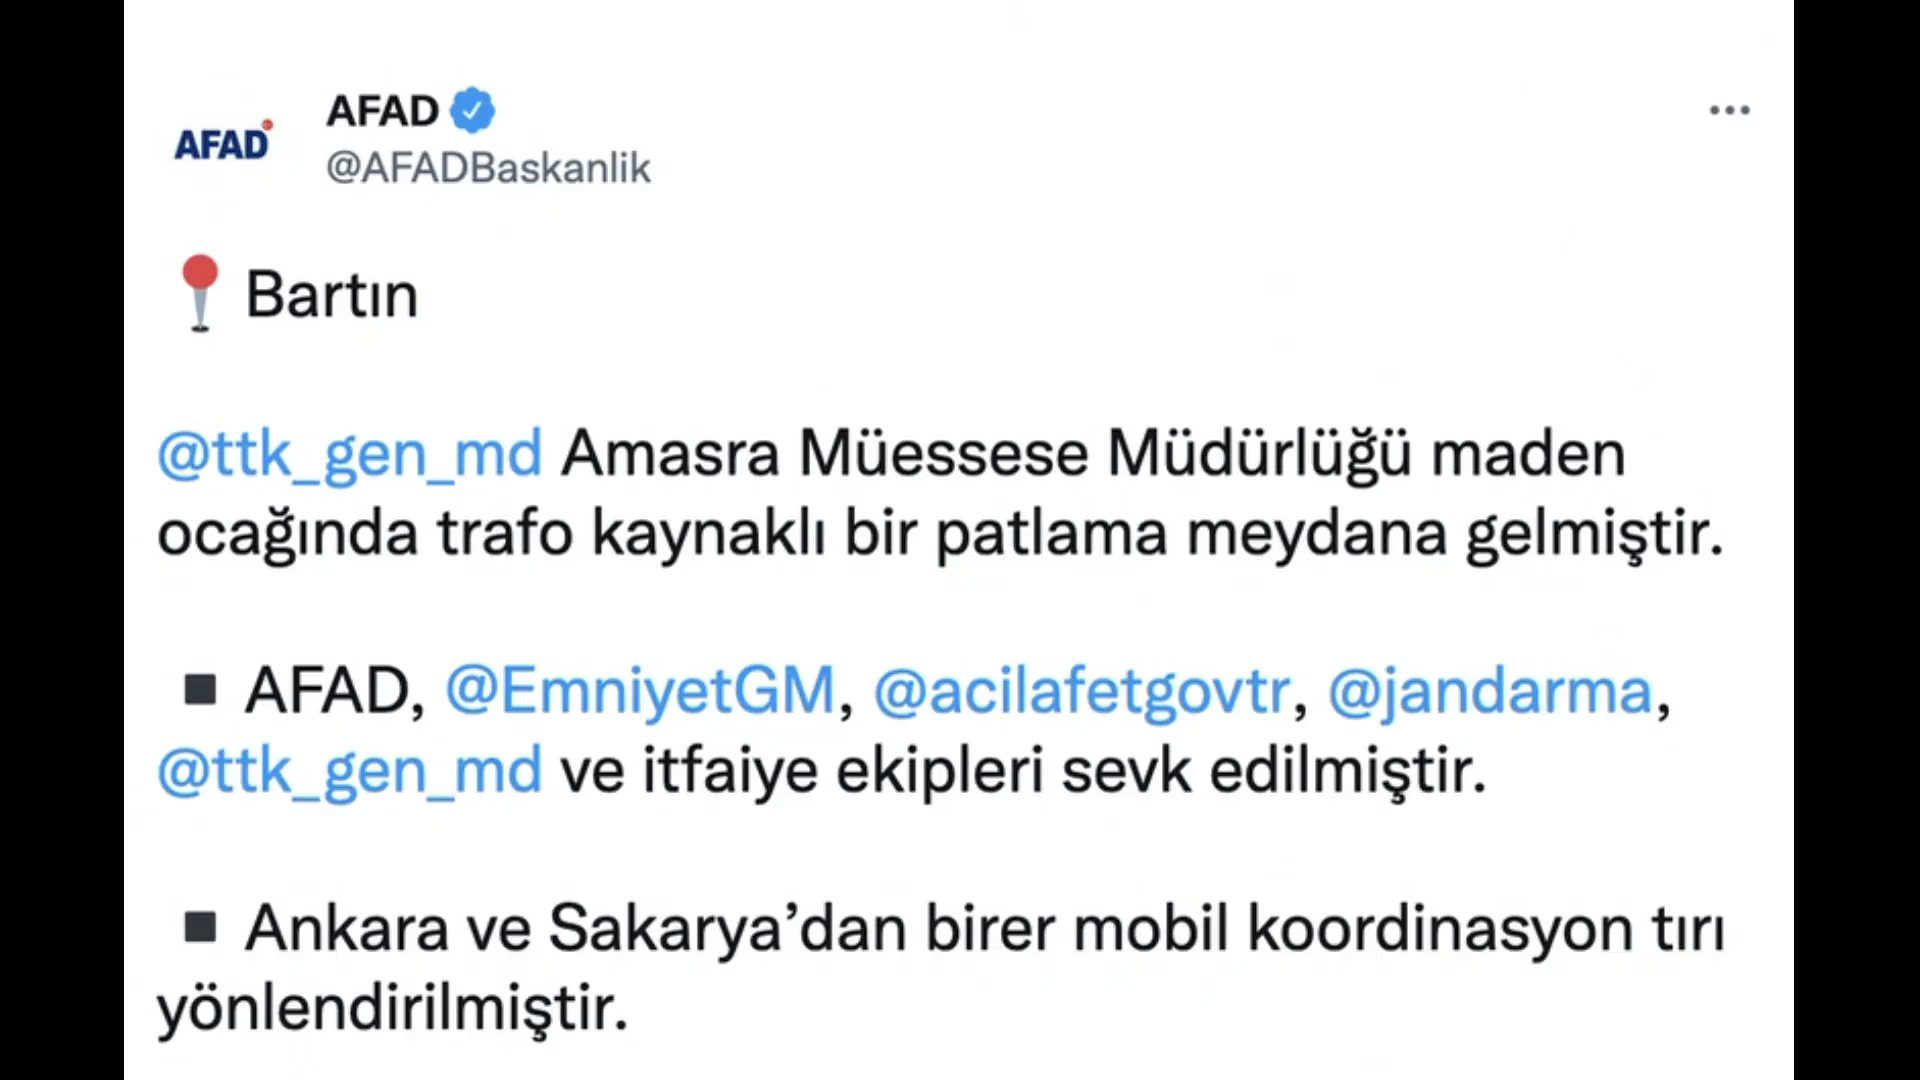 AFAD
AFAD
@AFADBaskanlik
📍 Bartın
@ttk_gen_md Amasra Müessese Müdürlüğü maden
ocağında trafo kaynaklı bir patlama meydana gelmiştir.
▪ AFAD, @EmniyetGM, @acilafetgovtr, @jandarma,
@ttk_gen_md ve itfaiye ekipleri sevk edilmiştir.
▪ Ankara ve Sakarya’dan birer mobil koordinasyon tırı
yönlendirilmiştir.